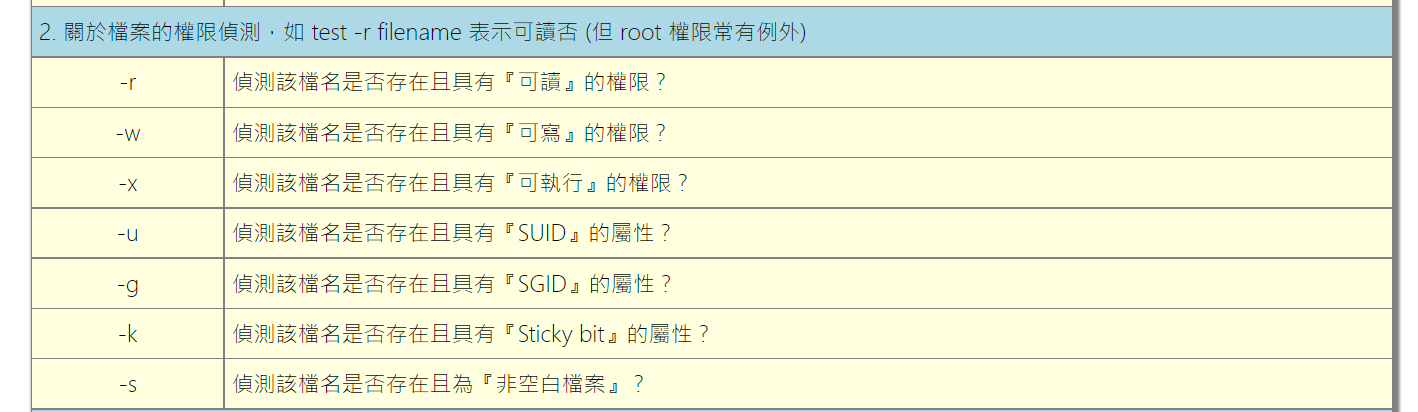 2. 關於檔案的權限偵測，如 test -r filename 表示可讀否 (但 root 權限常有例外)
-r 偵測該檔名是否存在且具有『可讀』的權限？
-w 偵測該檔名是否存在且具有『可寫』的權限？
-x 偵測該檔名是否存在且具有『可執行』的權限？
-u 偵測該檔名是否存在且具有『SUID』的屬性？
-g 偵測該檔名是否存在且具有『SGID』的屬性？
-k 偵測該檔名是否存在且具有『Sticky bit』的屬性？
-s 偵測該檔名是否存在且為『非空白檔案』？